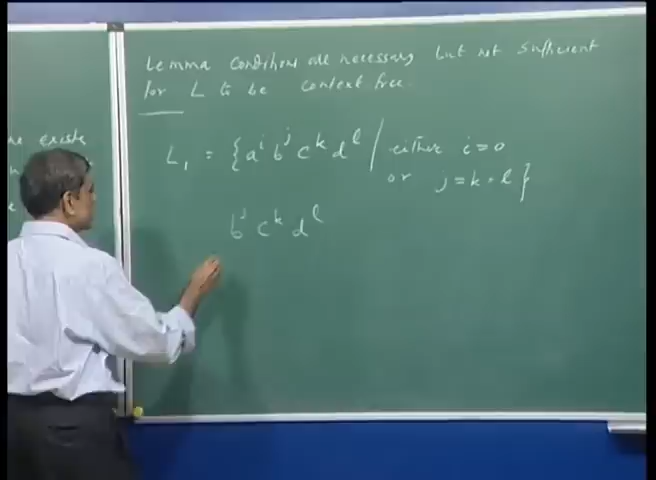 Lemma conditions are necessary but not sufficient
for L to be context free.
L₁ = {aⁱ bʲ cᵏ dˡ / either i=0
or j=k=l}
bʲ cᵏ dˡ
exists